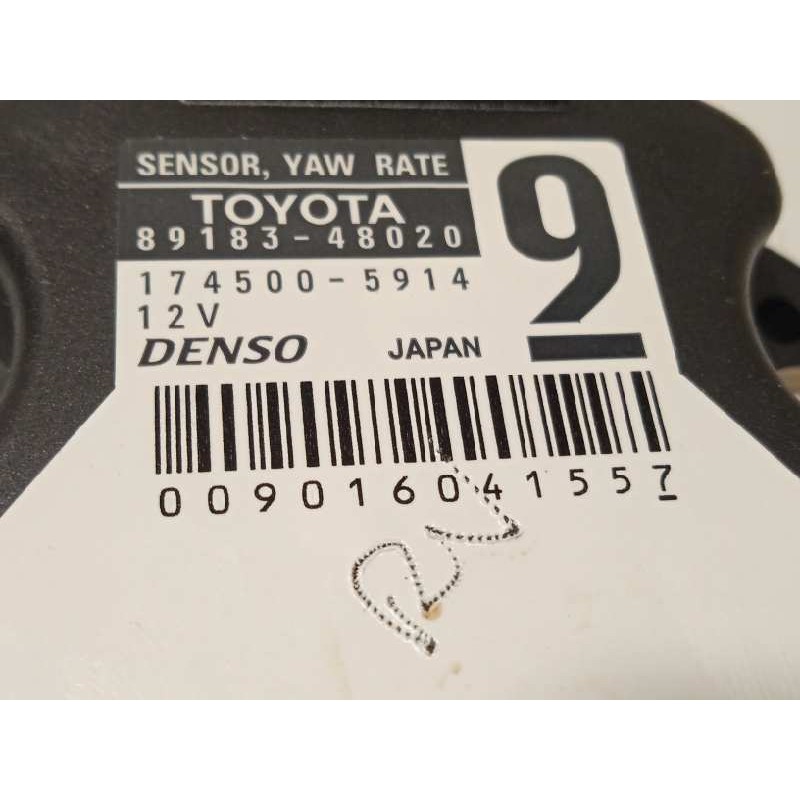 SENSOR, YAW RATE
TOYOTA
89183-48020
9
174500-5914
12V
DENSO JAPAN
009016041557